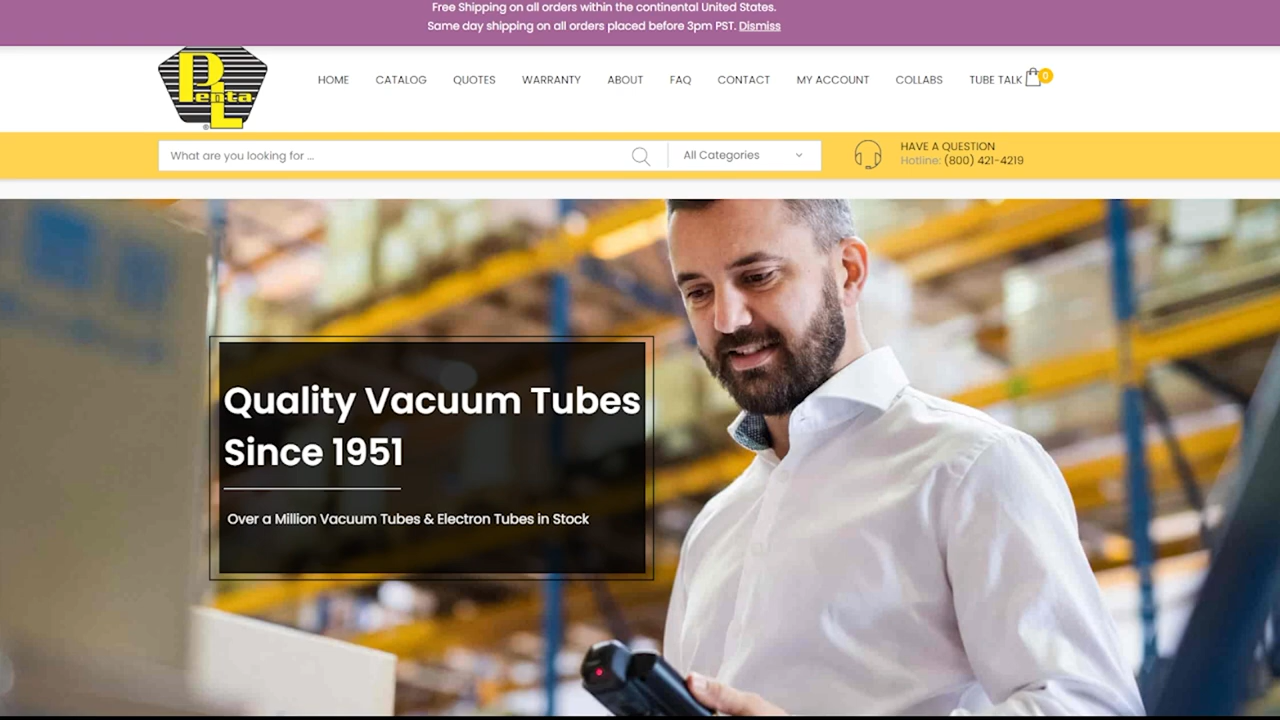 Free Shipping on all orders within the continental United States.
Same day shipping on all orders placed before 3pm PST. Dismiss
P
enta
L
®
HOME CATALOG QUOTES WARRANTY ABOUT FAQ CONTACT MY ACCOUNT COLLABS TUBE TALK 0
What are you looking for ...
All Categories
HAVE A QUESTION
Hotline: (800) 421-4219
Quality Vacuum Tubes
Since 1951
Over a Million Vacuum Tubes & Electron Tubes in Stock